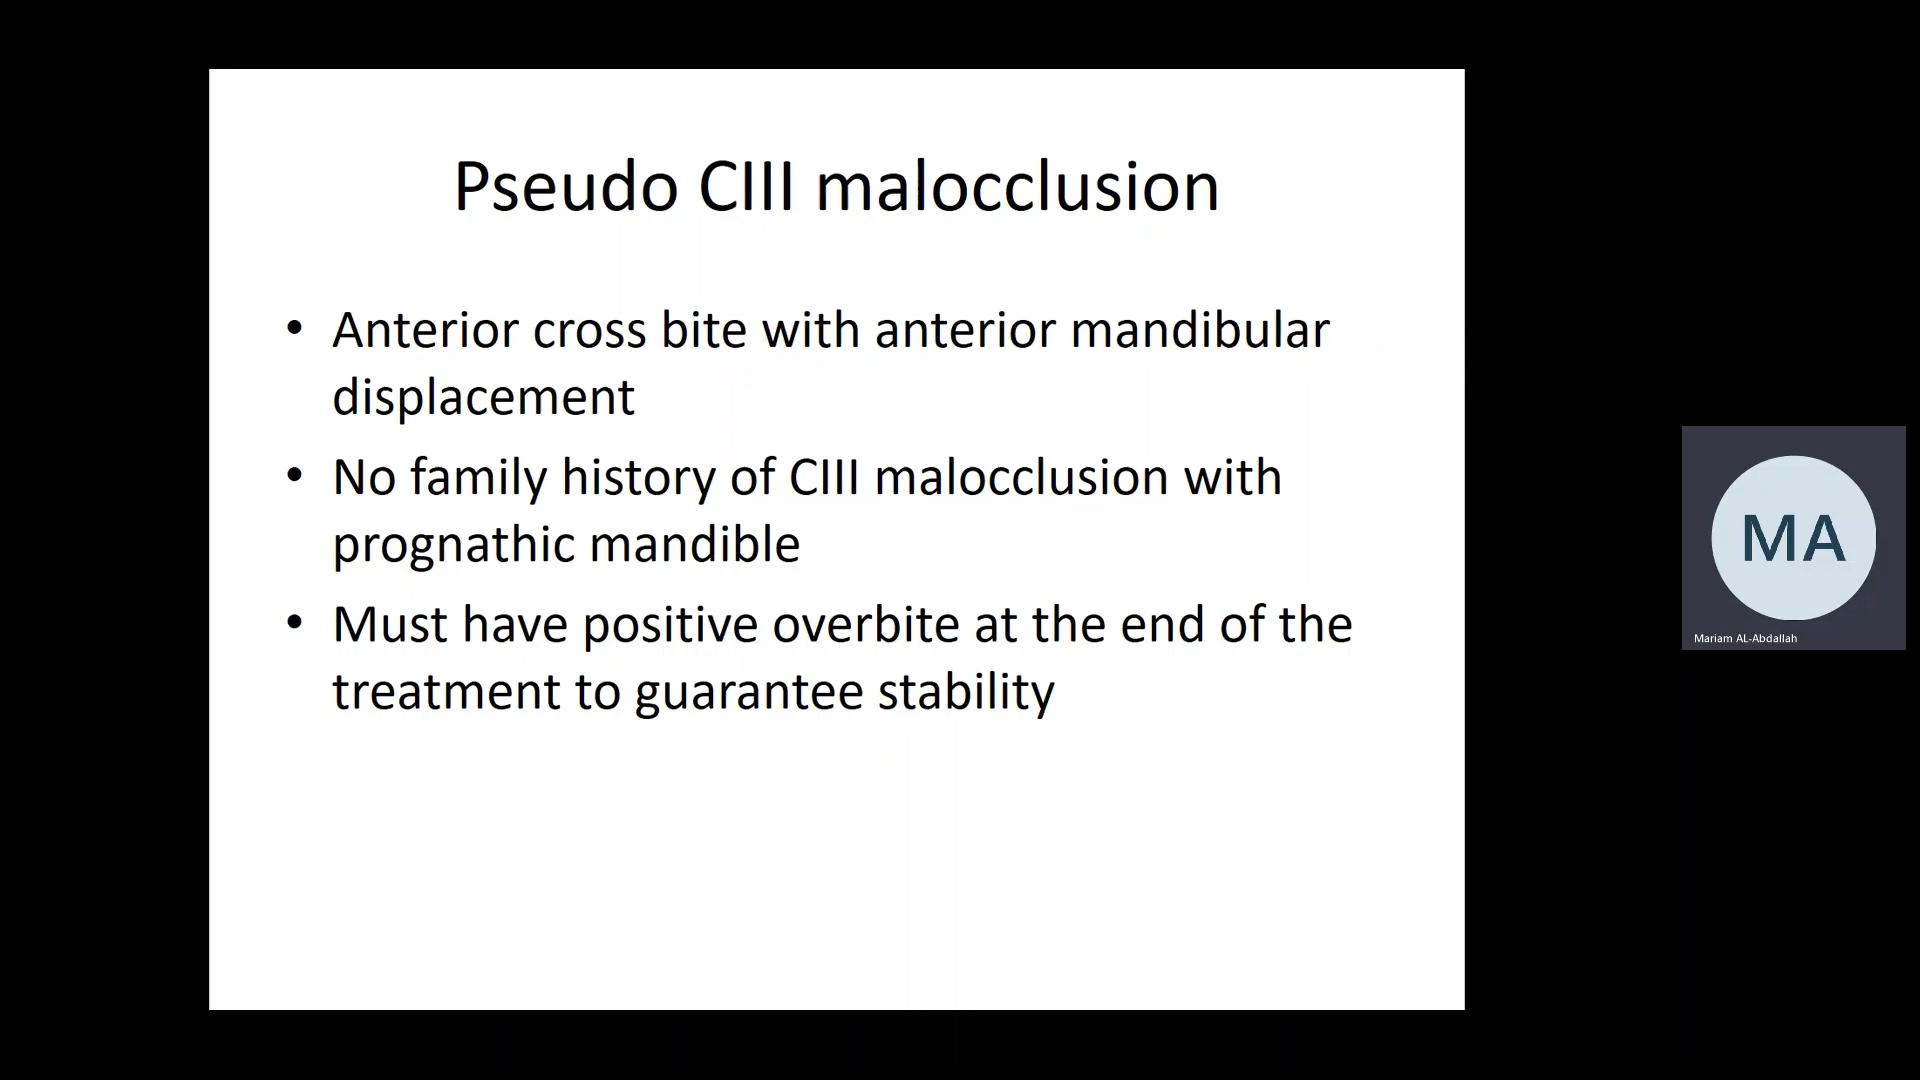 Pseudo CIII malocclusion
• Anterior cross bite with anterior mandibular
displacement
• No family history of CIII malocclusion with
prognathic mandible
• Must have positive overbite at the end of the
treatment to guarantee stability
MA
Mariam AL-Abdallah